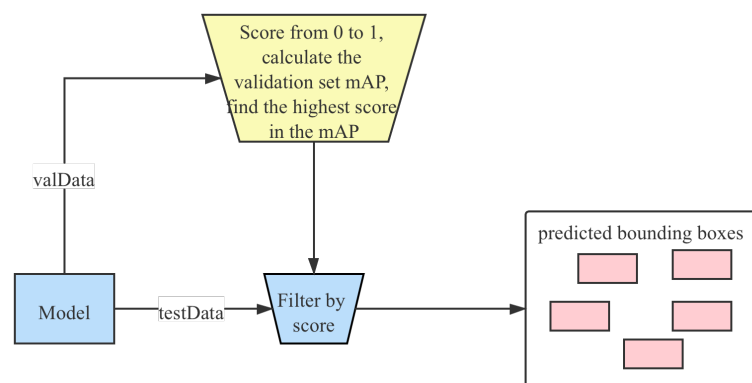 Score from 0 to 1,
calculate the
validation set mAP,
find the highest score
in the mAP
valData
predicted bounding boxes
Model
testData
Filter by
score